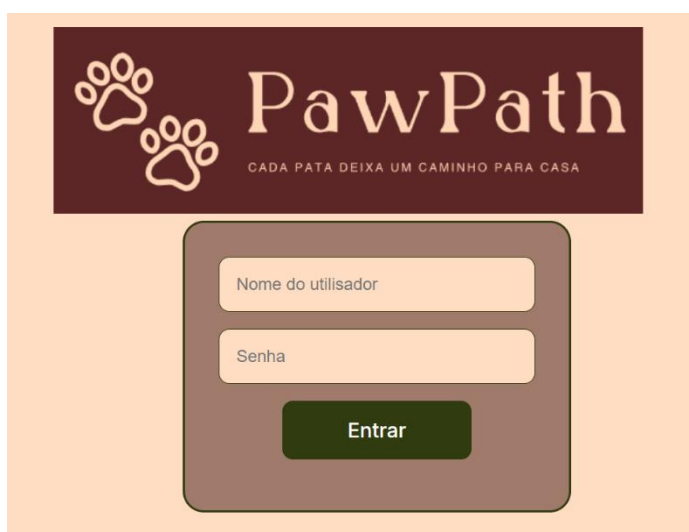 PawPath
CADA PATA DEIXA UM CAMINHO PARA CASA
Nome do utilisador
Senha
Entrar